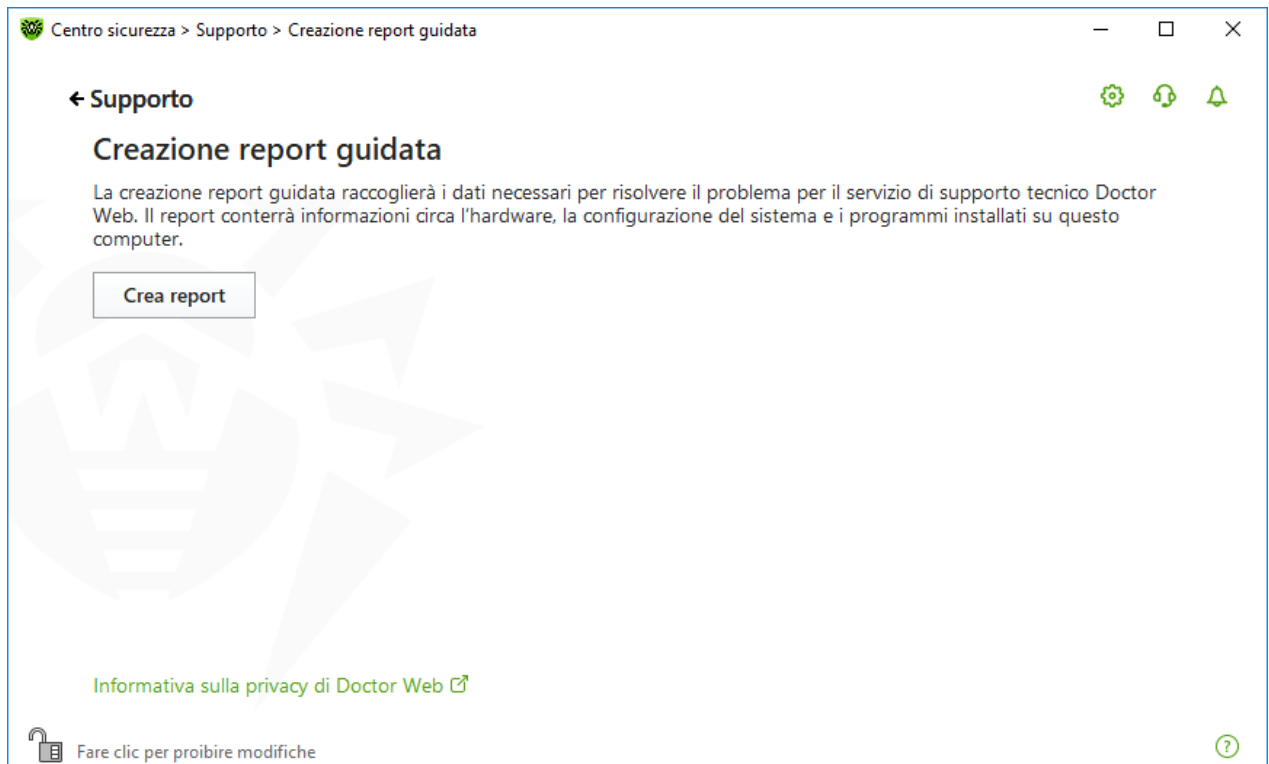 Centro sicurezza > Supporto > Creazione report guidata
Supporto
Creazione report guidata
La creazione report guidata raccoglierà i dati necessari per risolvere il problema per il servizio di supporto tecnico Doctor
Web. Il report conterrà informazioni circa l'hardware, la configurazione del sistema e i programmi installati su questo
computer.
Crea report
Informativa sulla privacy di Doctor Web
Fare clic per proibire modifiche